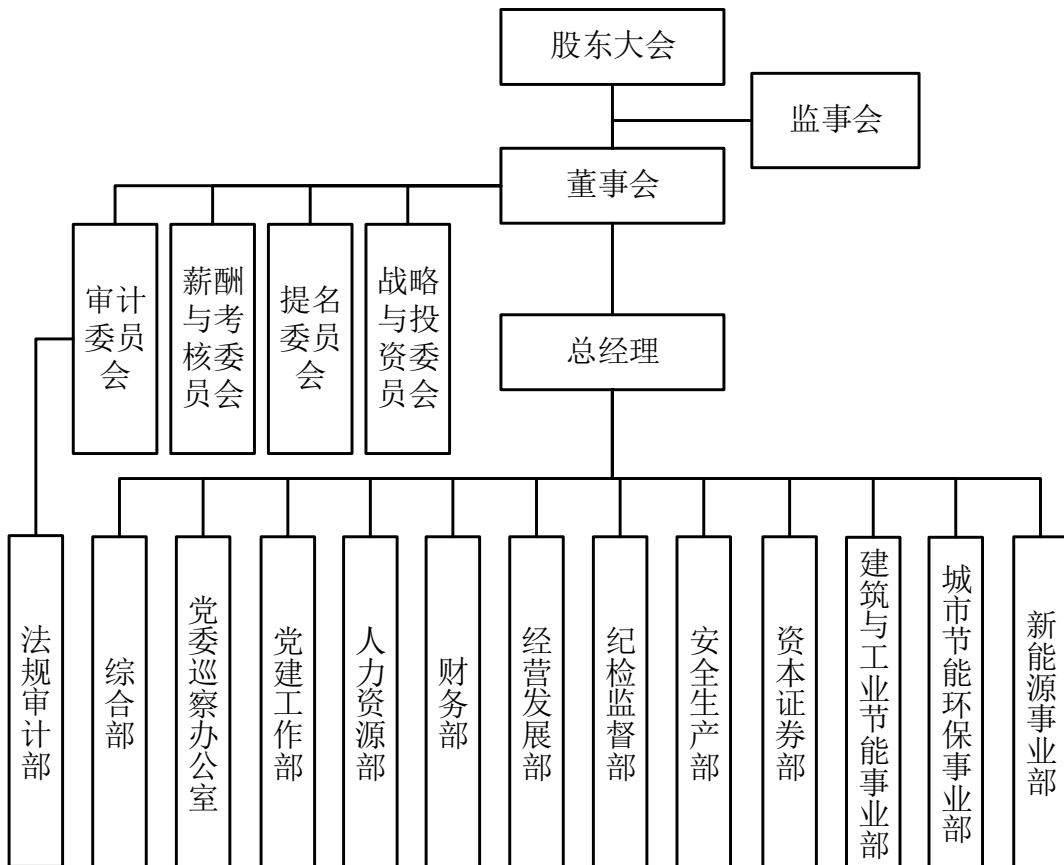 股东大会
监事会
董事会
审计
委员
会
薪酬
与考
核委
员会
提名
委员
会
战略
与投
资委
员会
总经理
法规审计部
综合部
党委巡察办公室
党建工作部
人力资源部
财务部
经营发展部
纪检监督部
安全生产部
资本证券部
建筑与工业节能事业部
城市节能环保事业部
新能源事业部